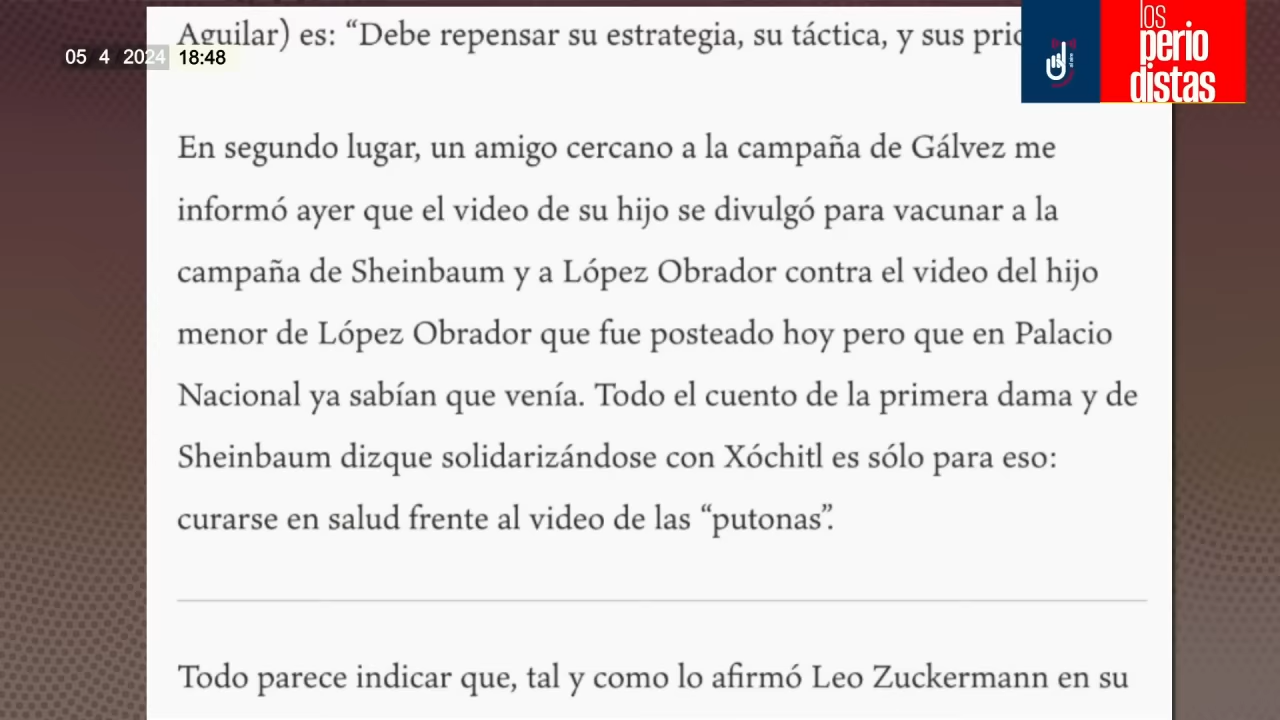 Aguilar) es: “Debe repensar su estrategia, su táctica, y sus
05 4 2024 18:48
los
perio
distas
En segundo lugar, un amigo cercano a la campaña de Gálvez me
informó ayer que el video de su hijo se divulgó para vacunar a la
campaña de Sheinbaum y a López Obrador contra el video del hijo
menor de López Obrador que fue posteado hoy pero que en Palacio
Nacional ya sabían que venía. Todo el cuento de la primera dama y de
Sheinbaum dizque solidarizándose con Xóchitl es sólo para eso:
curarse en salud frente al video de las “putonas”.
Todo parece indicar que, tal y como lo afirmó Leo Zuckermann en su